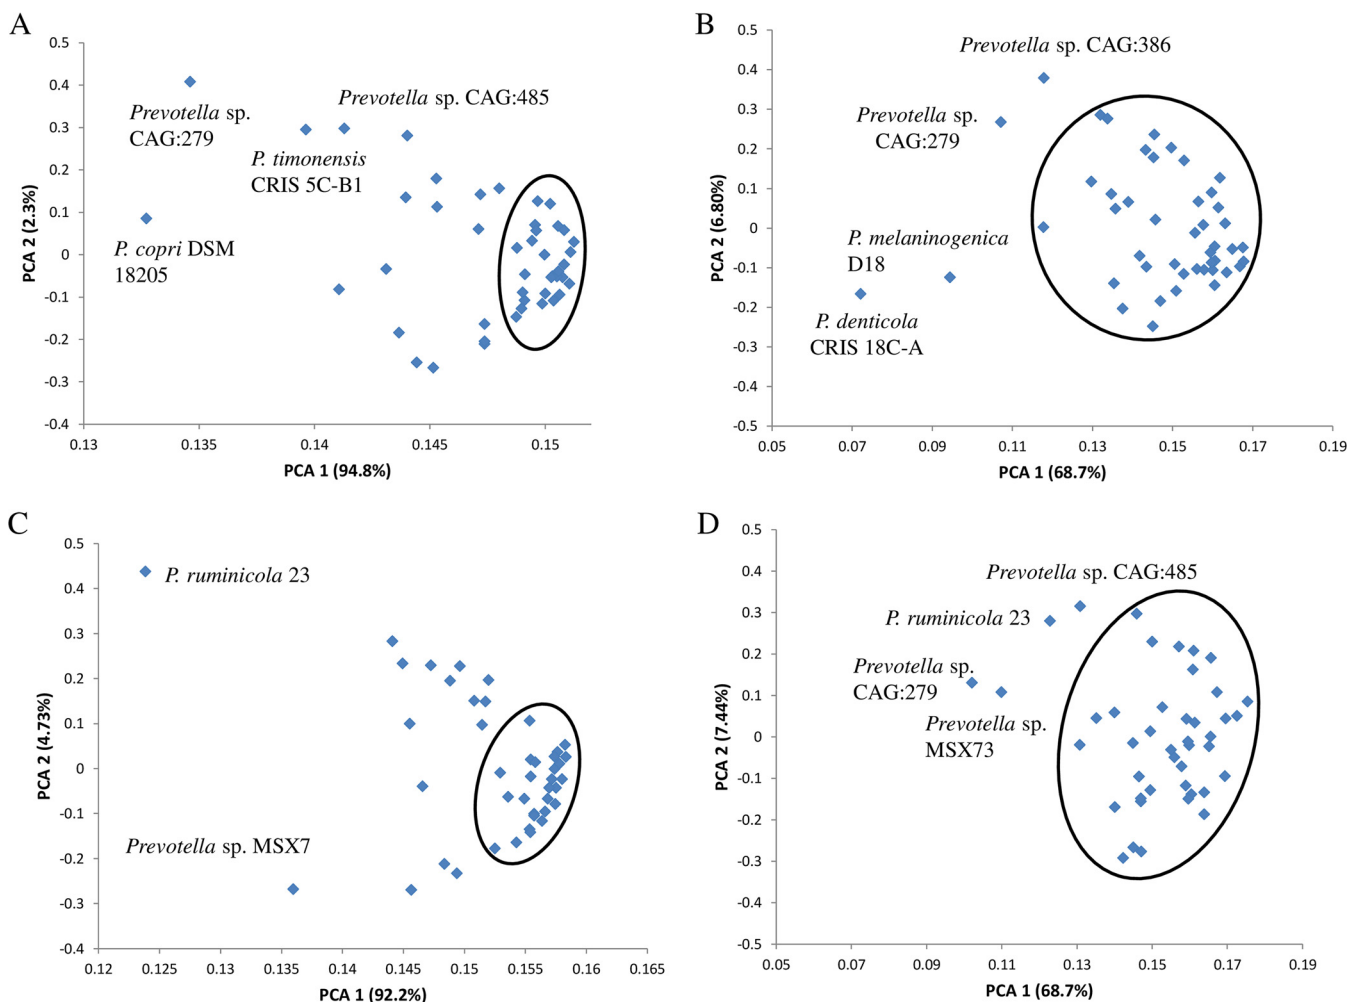 A
0.5
0.4
0.3
0.2
0.1
0
-0.1
-0.2
-0.3
-0.4
PCA 2 (2.3%)
Prevotella sp. CAG:485
Prevotella sp.
CAG:279
P. timonensis
CRIS 5C-B1
P. copri DSM
18205
0.13 0.135 0.14 0.145 0.15
PCA 1 (94.8%)
B
0.5
0.4
0.3
0.2
0.1
0
-0.1
-0.2
-0.3
-0.4
-0.5
PCA 2 (6.80%)
Prevotella sp. CAG:386
Prevotella sp.
CAG:279
P. melaninogenica
D18
P. denticola
CRIS 18C-A
0.05 0.07 0.09 0.11 0.13 0.15 0.17 0.19
PCA 1 (68.7%)
C
0.5
0.4
0.3
0.2
0.1
0
-0.1
-0.2
-0.3
-0.4
PCA 2 (4.73%)
P. ruminicola 23
Prevotella sp. MSX7
0.12 0.125 0.13 0.135 0.14 0.145 0.15 0.155 0.16 0.165
PCA 1 (92.2%)
D
0.5
0.4
0.3
0.2
0.1
0
-0.1
-0.2
-0.3
-0.4
-0.5
PCA 2 (7.44%)
Prevotella sp. CAG:485
P. ruminicola 23
Prevotella sp.
CAG:279
Prevotella sp.
MSX73
0.05 0.07 0.09 0.11 0.13 0.15 0.17 0.19
PCA 1 (68.7%)